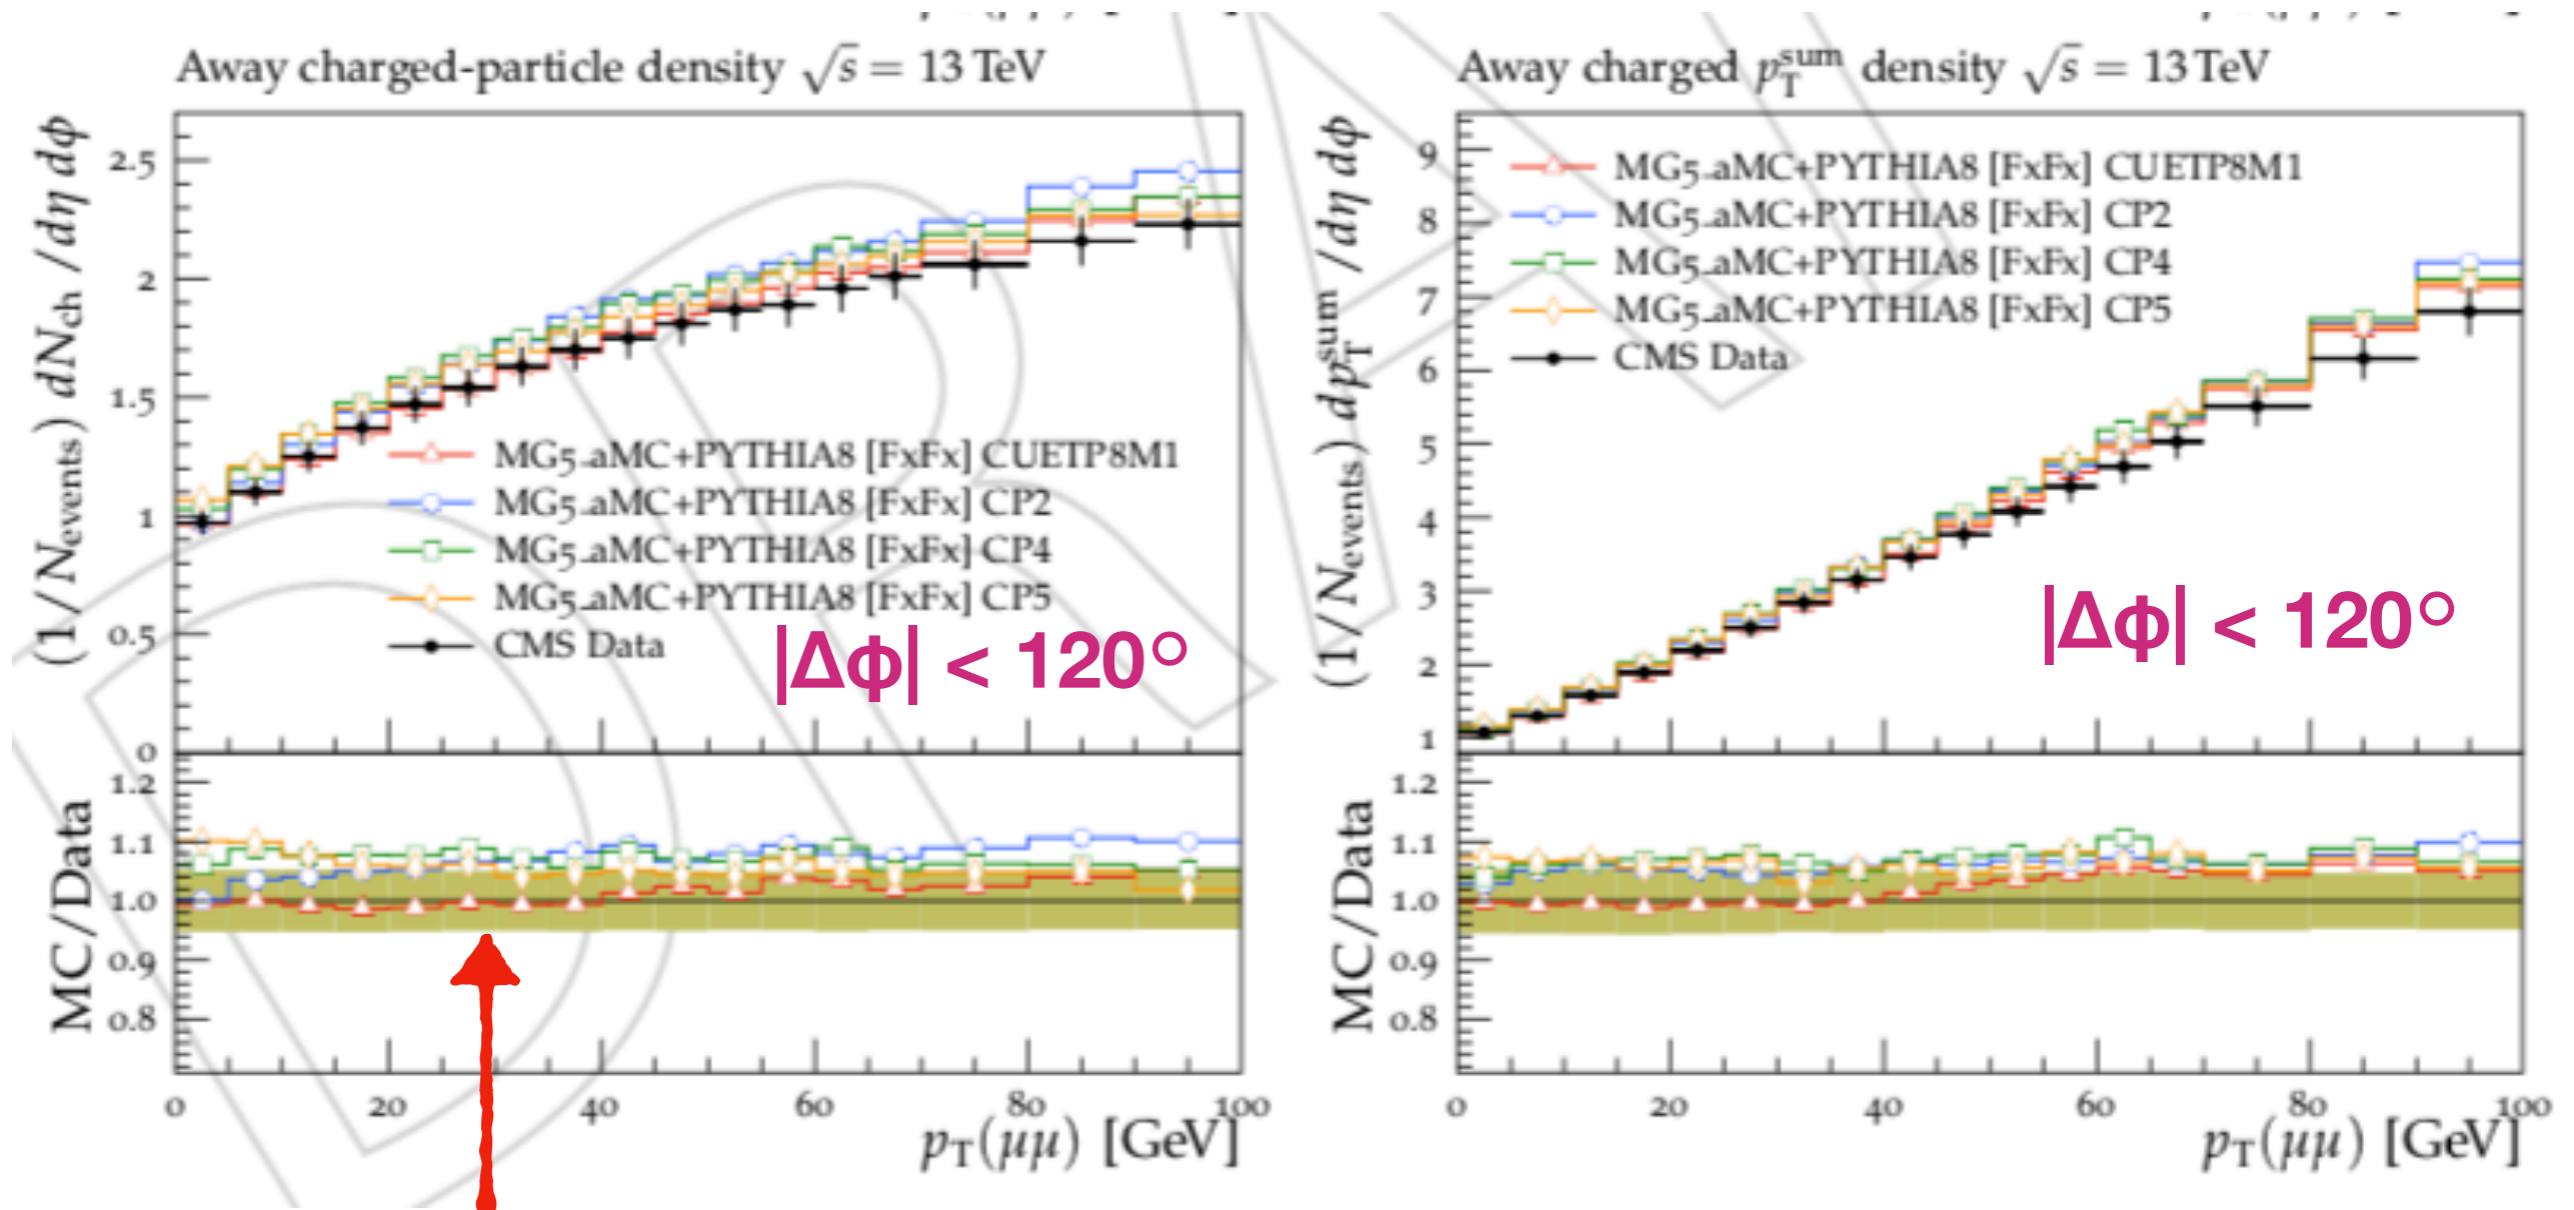 Away charged-particle density √s = 13 TeV
(1/N_events) dN_ch /dη dϕ
2.5
2
1.5
1
0.5
0
MG5_aMC+PYTHIA8 [FxFx] CUETP8M1
MG5_aMC+PYTHIA8 [FxFx] CP2
MG5_aMC+PYTHIA8 [FxFx] CP4
MG5_aMC+PYTHIA8 [FxFx] CP5
CMS Data
|Δϕ| < 120°
MC/Data
1.2
1.1
1.0
0.9
0.8
0 20 40 60 80 100
p_T(μμ) [GeV]
Away charged p_T^sum density √s = 13 TeV
(1/N_events) dp_T^sum /dη dϕ
9
8
7
6
5
4
3
2
1
MG5_aMC+PYTHIA8 [FxFx] CUETP8M1
MG5_aMC+PYTHIA8 [FxFx] CP2
MG5_aMC+PYTHIA8 [FxFx] CP4
MG5_aMC+PYTHIA8 [FxFx] CP5
CMS Data
|Δϕ| < 120°
MC/Data
1.2
1.1
1.0
0.9
0.8
0 20 40 60 80 100
p_T(μμ) [GeV]